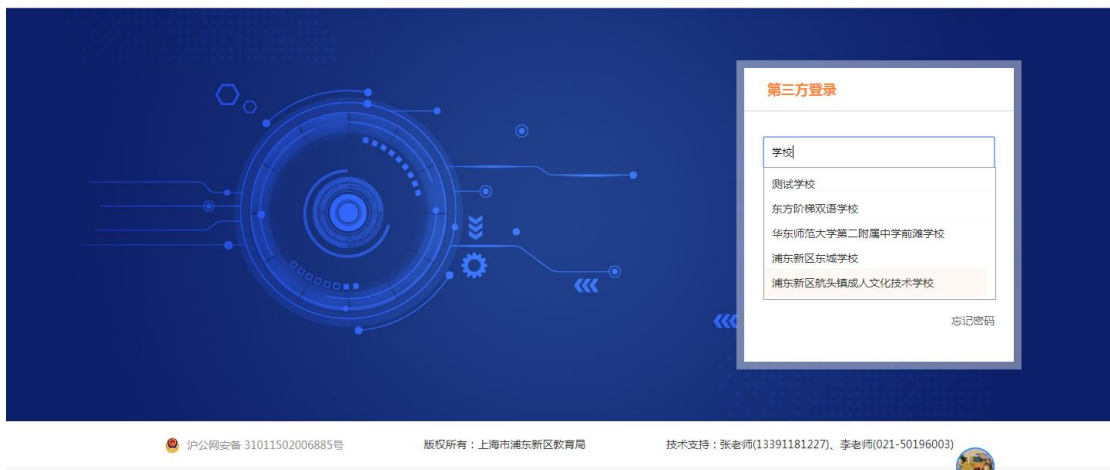 第三方登录
学校
测试学校
东方阶梯双语学校
华东师范大学第二附属中学前滩学校
浦东新区东城学校
浦东新区航头镇成人文化技术学校
忘记密码
沪公网安备 31011502006885号 版权所有：上海市浦东新区教育局 技术支持：张老师(13391181227)、李老师(021-50196003)